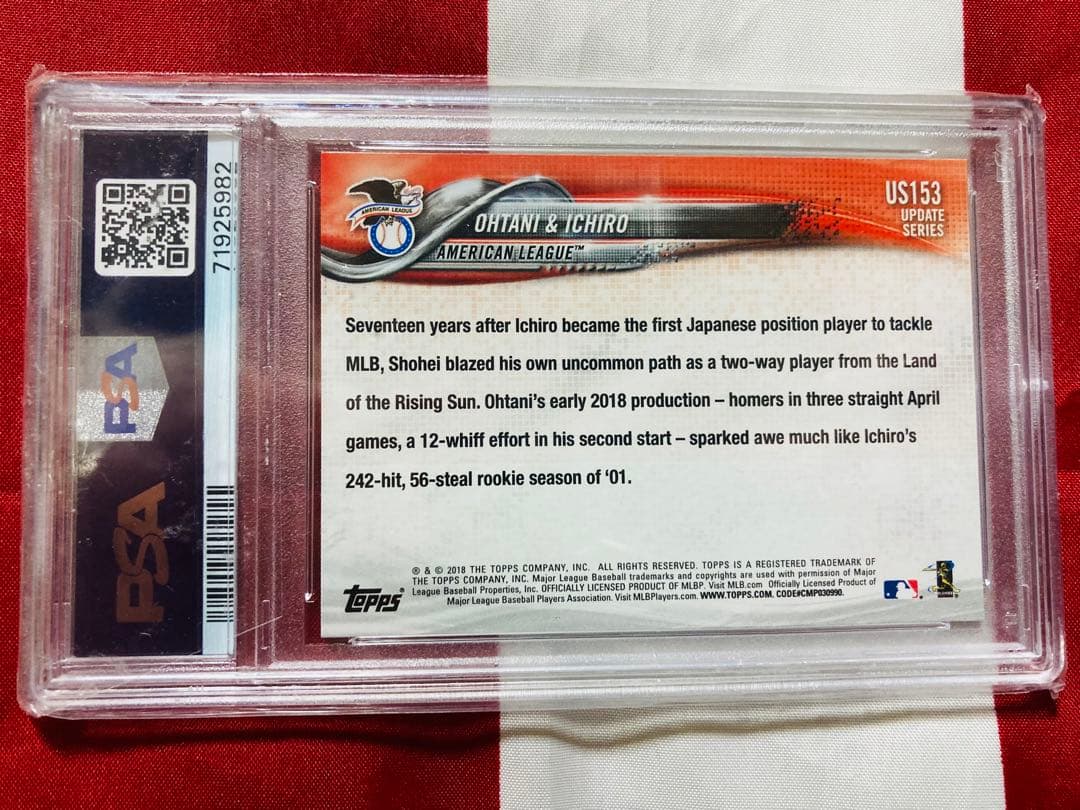 71925982
PSA
PSA
AMERICAN LEAGUE
OHTANI & ICHIRO
AMERICAN LEAGUE™
US153
UPDATE
SERIES
Seventeen years after Ichiro became the first Japanese position player to tackle
MLB, Shohei blazed his own uncommon path as a two-way player from the Land
of the Rising Sun. Ohtani's early 2018 production – homers in three straight April
games, a 12-whiff effort in his second start – sparked awe much like Ichiro's
242-hit, 56-steal rookie season of '01.
Topps®
® & © 2018 THE TOPPS COMPANY, INC. ALL RIGHTS RESERVED. TOPPS IS A REGISTERED TRADEMARK OF
THE TOPPS COMPANY, INC. Major League Baseball trademarks and copyrights are used with permission of Major
League Baseball Properties, Inc. OFFICIALLY LICENSED PRODUCT OF MLBP. Visit MLB.com Officially Licensed Product of
Major League Baseball Players Association. Visit MLBPlayers.com. WWW.TOPPS.COM. CODE#CMP030990.